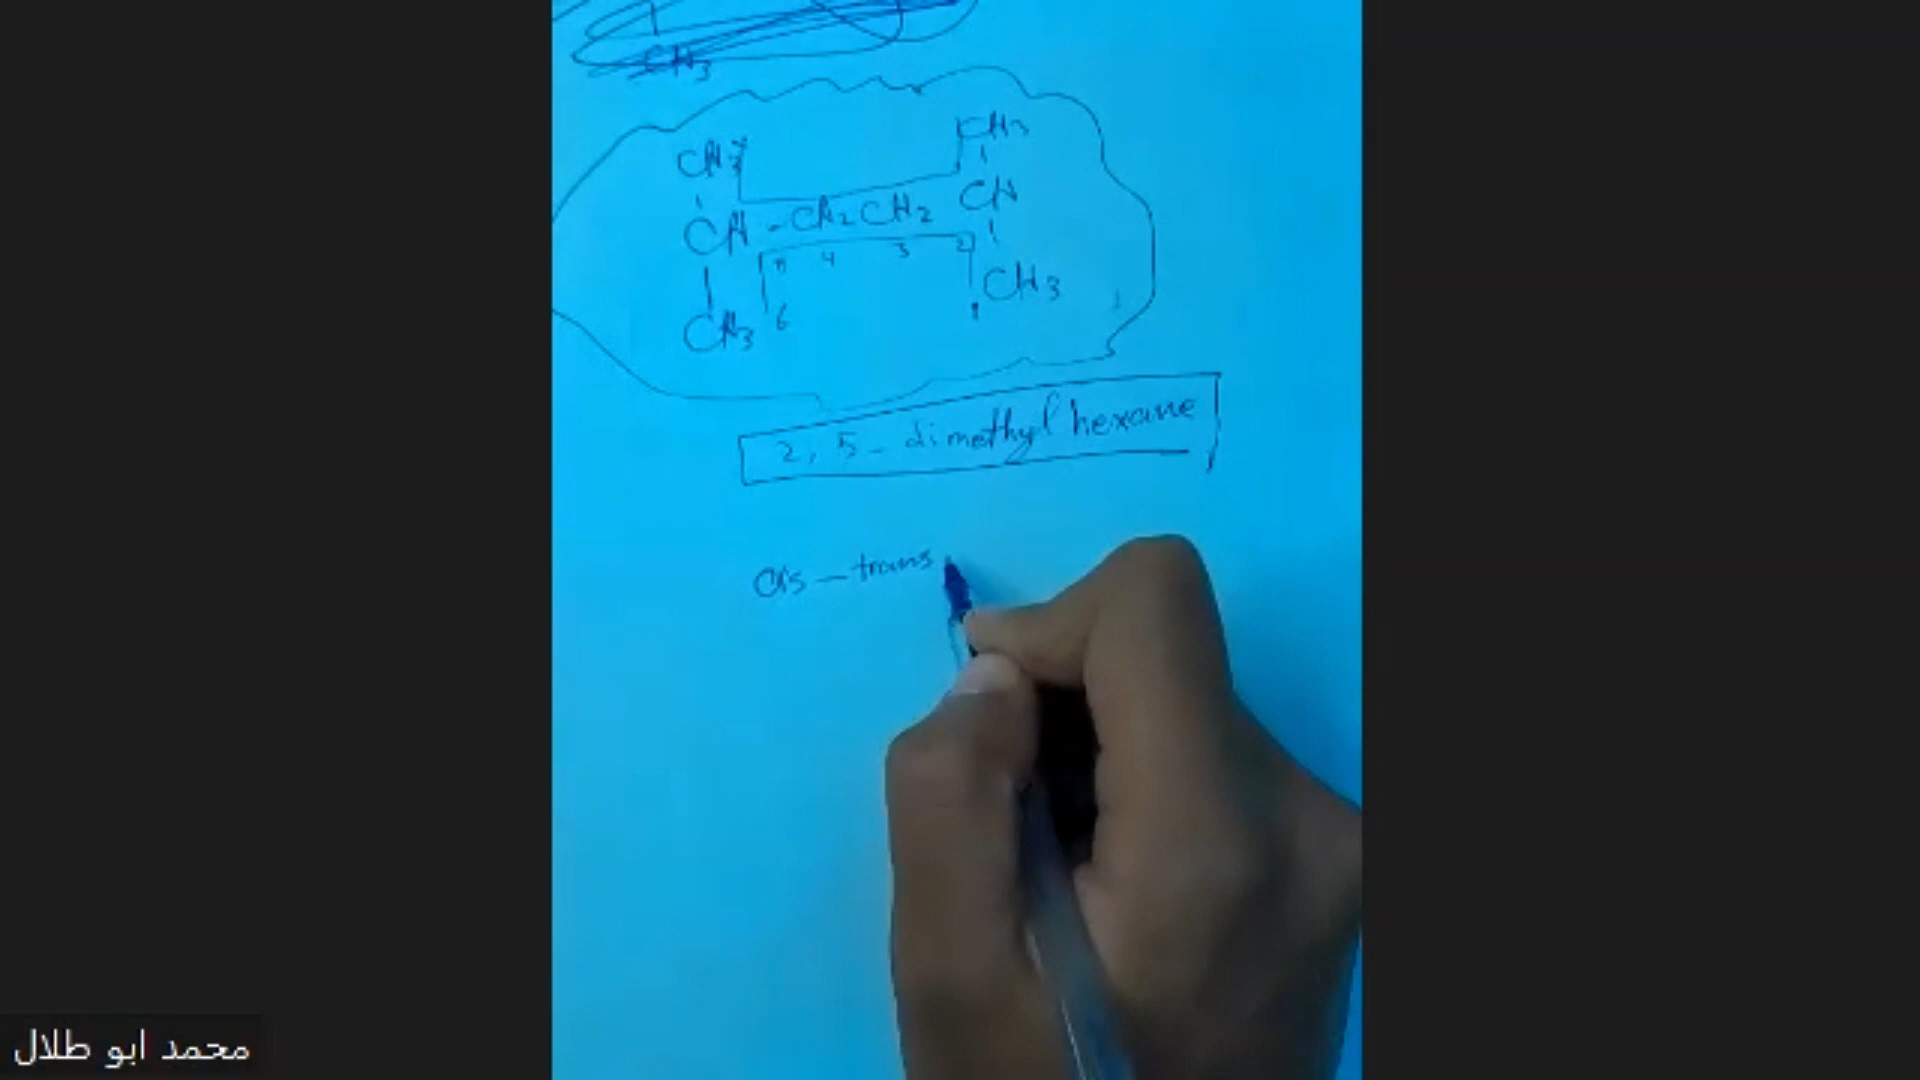 CH3
CH3 CH3
CH - CH2 CH2 CH
5 4 3 2
CH3 6 CH3 1
2, 5 - dimethyl hexane
Cis - trans
محمد ابو طلال